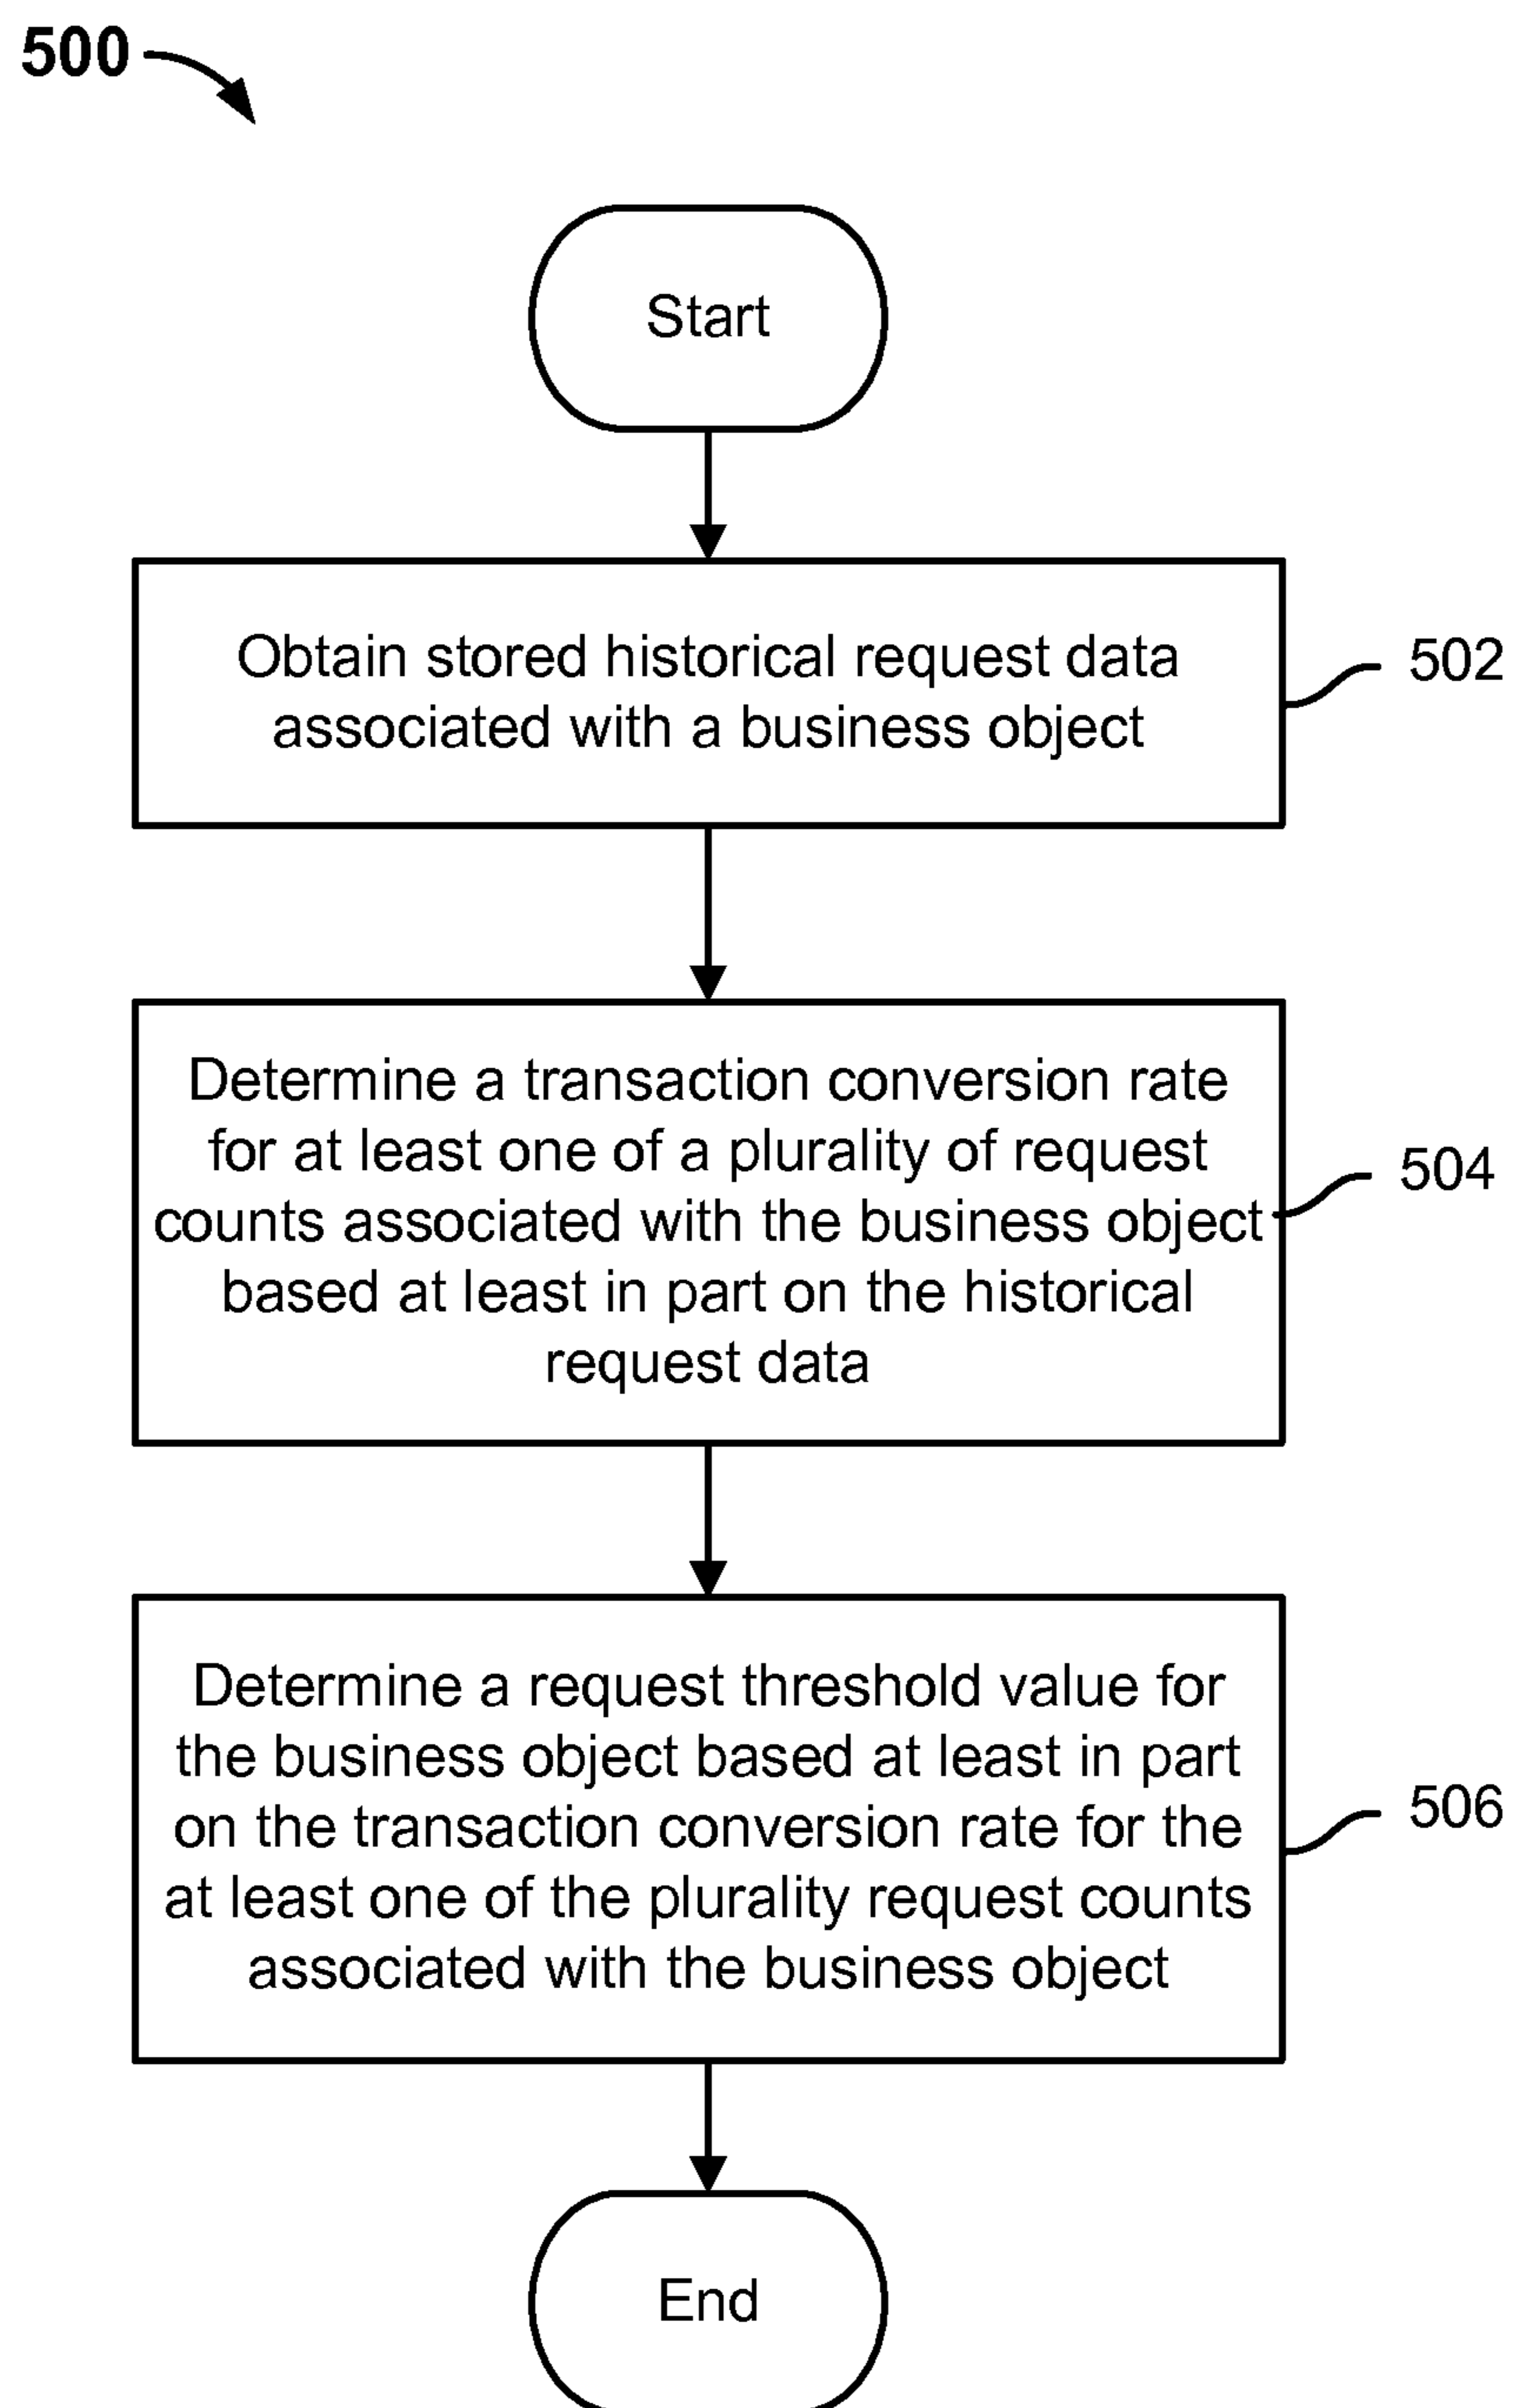 500
Start
Obtain stored historical request data
associated with a business object
502
Determine a transaction conversion rate
for at least one of a plurality of request
counts associated with the business object
based at least in part on the historical
request data
504
Determine a request threshold value for
the business object based at least in part
on the transaction conversion rate for the
at least one of the plurality request counts
associated with the business object
506
End